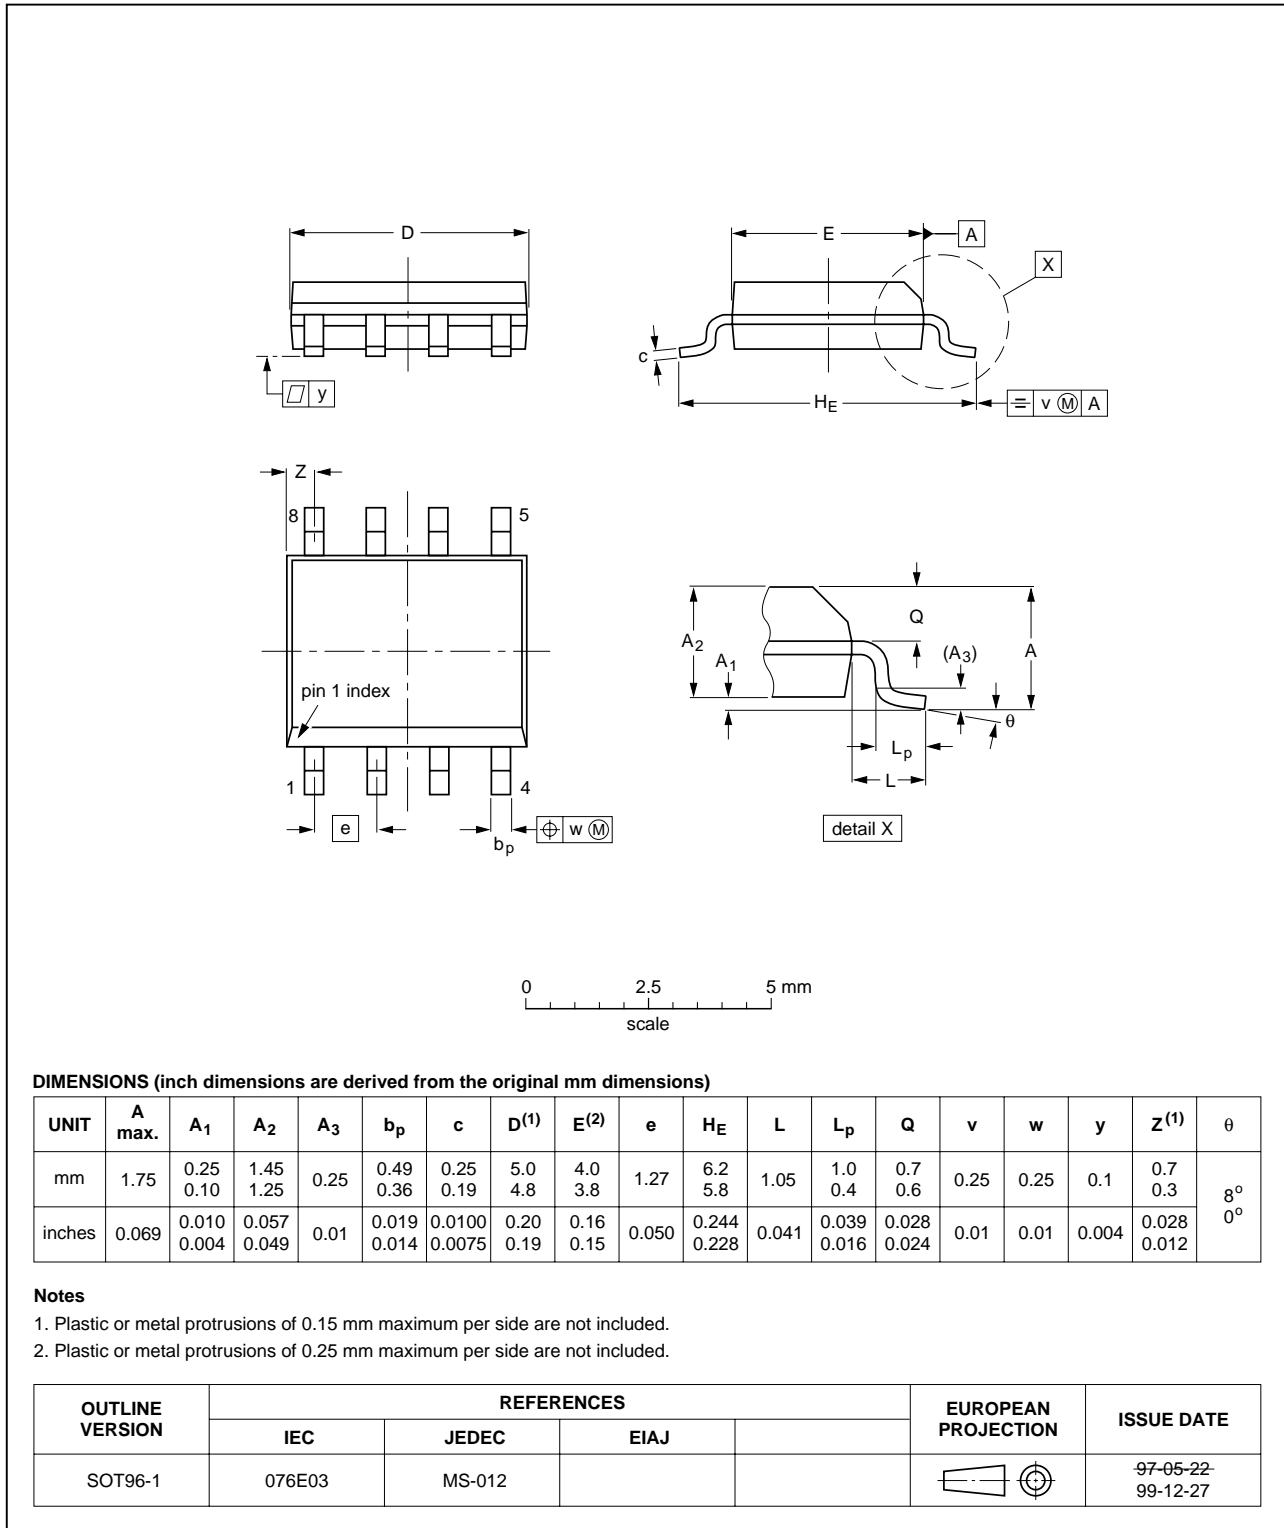 D
E
A
X
c
y
H_E
v Ⓜ A
Z
8
5
pin 1 index
1
4
e
b_p
w Ⓜ
A_2
A_1
Q
(A_3)
A
θ
L_p
L
detail X
0 2.5 5 mm
scale
DIMENSIONS (inch dimensions are derived from the original mm dimensions)
UNIT A max. A_1 A_2 A_3 b_p c D(1) E(2) e H_E L L_p Q v w y Z(1) θ
mm 1.75 0.25 0.10 1.45 1.25 0.25 0.49 0.36 0.25 0.19 5.0 4.8 4.0 3.8 1.27 6.2 5.8 1.05 1.0 0.4 0.7 0.6 0.25 0.25 0.1 0.7 0.3 8° 0°
inches 0.069 0.010 0.004 0.057 0.049 0.01 0.019 0.014 0.0100 0.0075 0.20 0.19 0.16 0.15 0.050 0.244 0.228 0.041 0.039 0.016 0.028 0.024 0.01 0.01 0.004 0.028 0.012
Notes
1. Plastic or metal protrusions of 0.15 mm maximum per side are not included.
2. Plastic or metal protrusions of 0.25 mm maximum per side are not included.
OUTLINE VERSION REFERENCES EUROPEAN PROJECTION ISSUE DATE
IEC JEDEC EIAJ
SOT96-1 076E03 MS-012 97-05-22
99-12-27